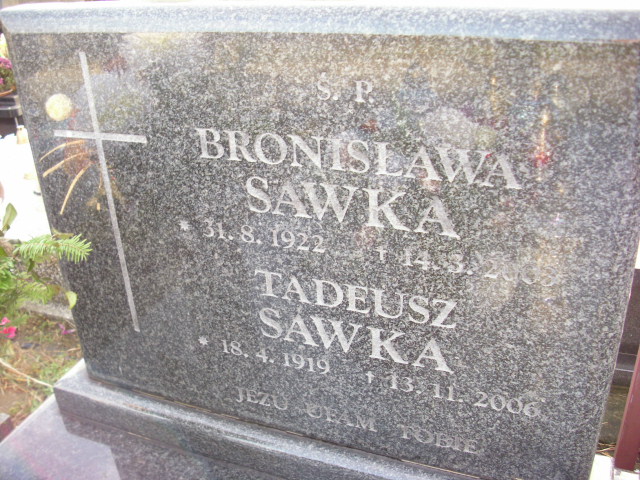 Ś. P.
BRONISŁAWA
SAWKA
* 31. 8. 1922 † 14. 3.
TADEUSZ
SAWKA
* 18. 4. 1919 † 13. 11. 2006
JEZU UFAM TOBIE